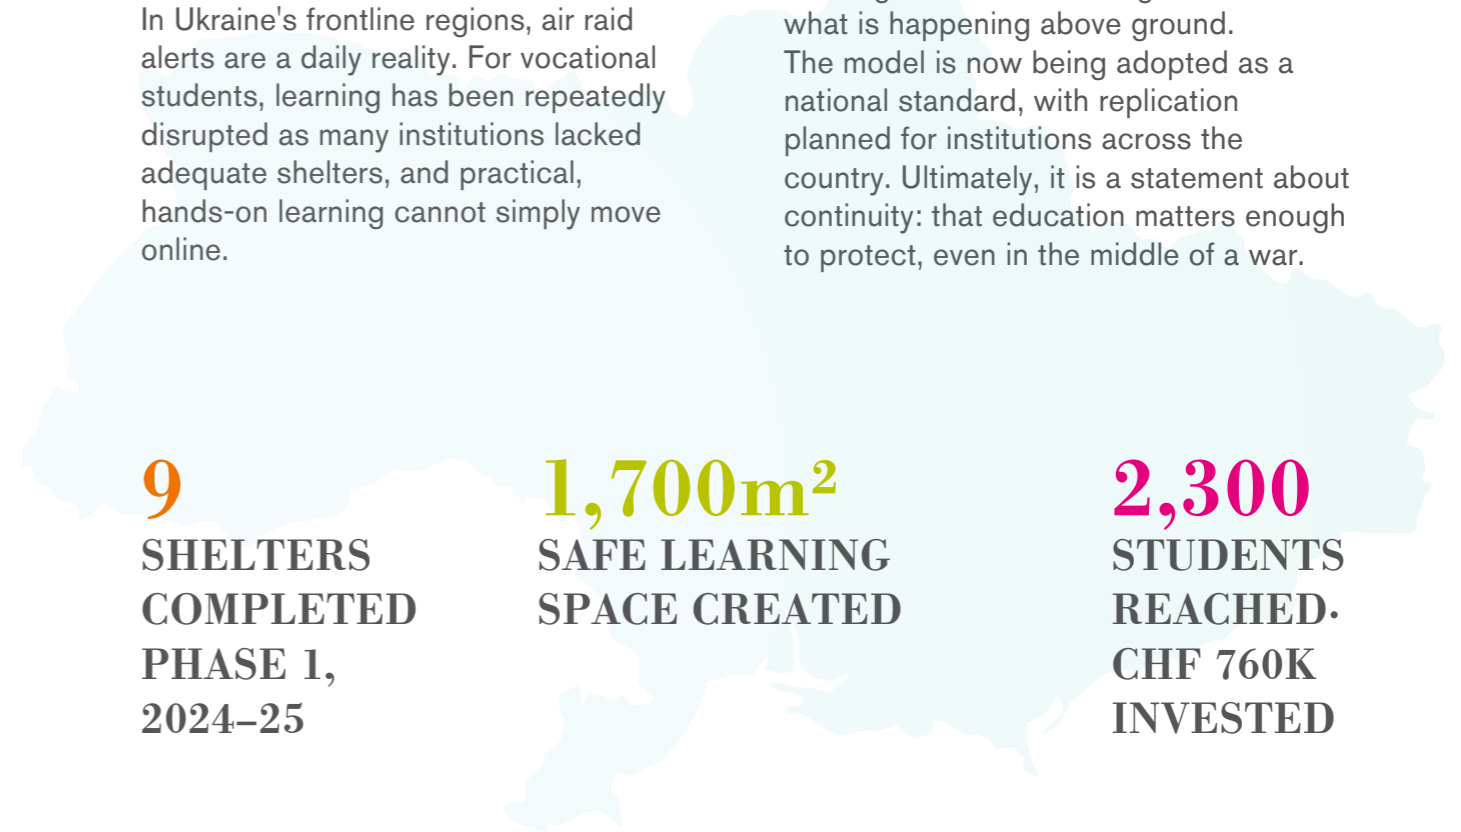 In Ukraine's frontline regions, air raid
alerts are a daily reality. For vocational
students, learning has been repeatedly
disrupted as many institutions lacked
adequate shelters, and practical,
hands-on learning cannot simply move
online.
what is happening above ground.
The model is now being adopted as a
national standard, with replication
planned for institutions across the
country. Ultimately, it is a statement about
continuity: that education matters enough
to protect, even in the middle of a war.
9
SHELTERS
COMPLETED
PHASE 1,
2024–25
1,700m²
SAFE LEARNING
SPACE CREATED
2,300
STUDENTS
REACHED·
CHF 760K
INVESTED